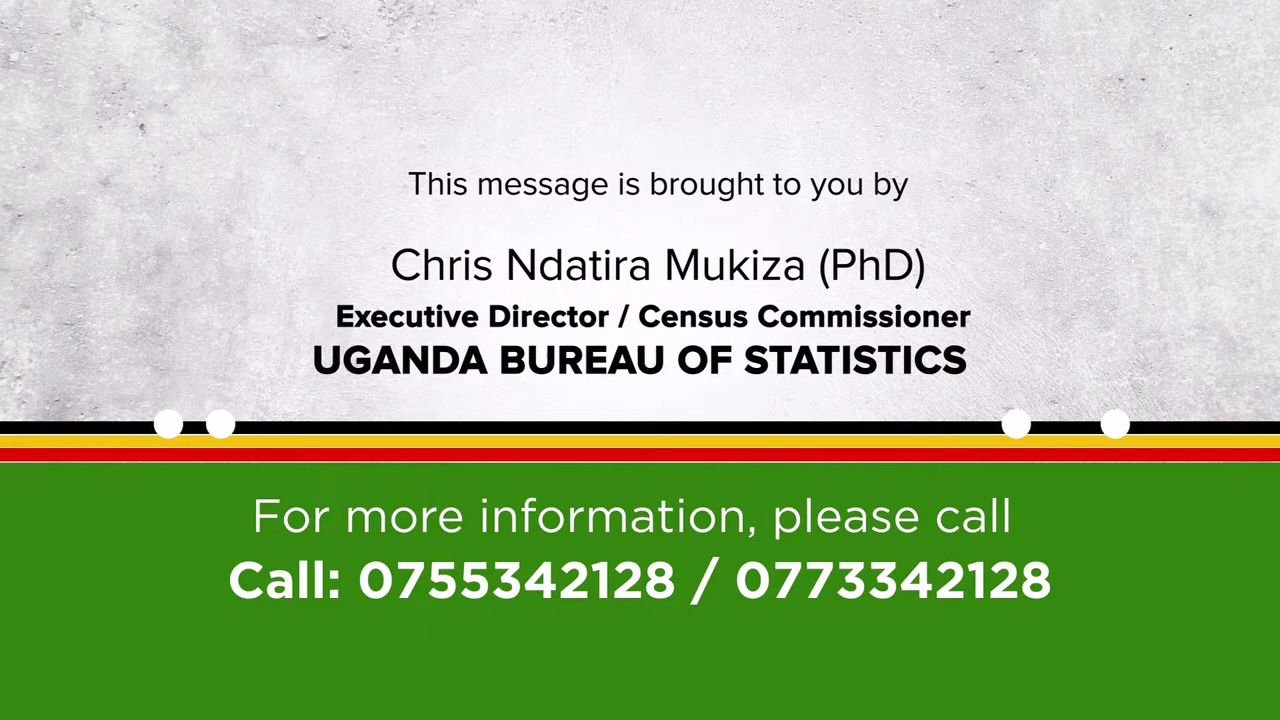 This message is brought to you by
Chris Ndatira Mukiza (PhD)
Executive Director / Census Commissioner
UGANDA BUREAU OF STATISTICS
For more information, please call
Call: 0755342128 / 0773342128